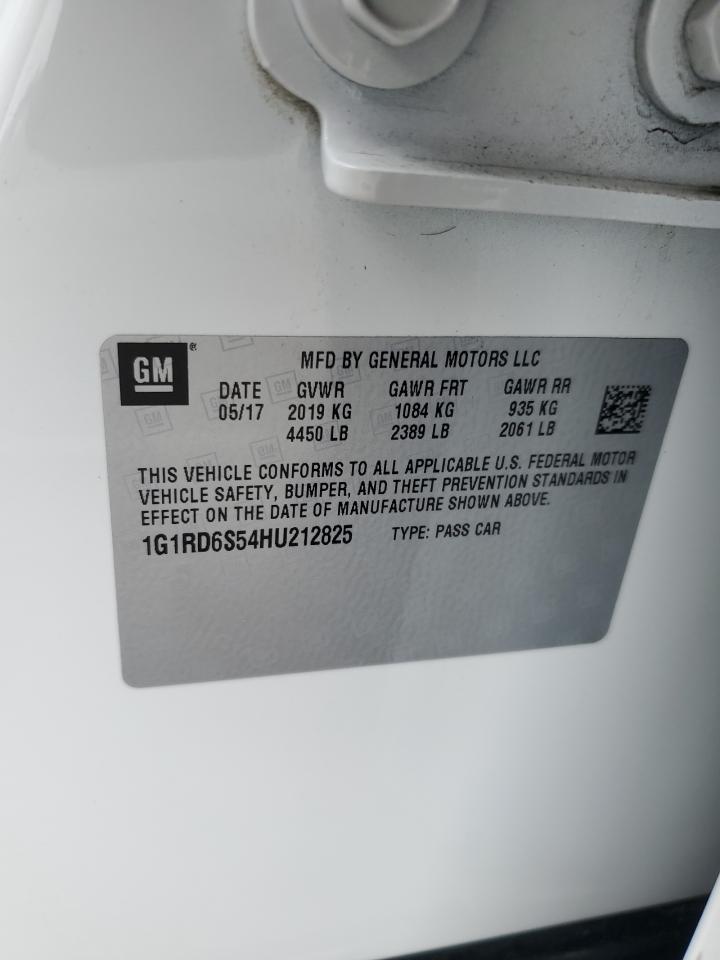 GM ®
MFD BY GENERAL MOTORS LLC
DATE GVWR GAWR FRT GAWR RR
05/17 2019 KG 1084 KG 935 KG
4450 LB 2389 LB 2061 LB
THIS VEHICLE CONFORMS TO ALL APPLICABLE U.S. FEDERAL MOTOR
VEHICLE SAFETY, BUMPER, AND THEFT PREVENTION STANDARDS IN
EFFECT ON THE DATE OF MANUFACTURE SHOWN ABOVE.
1G1RD6S54HU212825 TYPE: PASS CAR